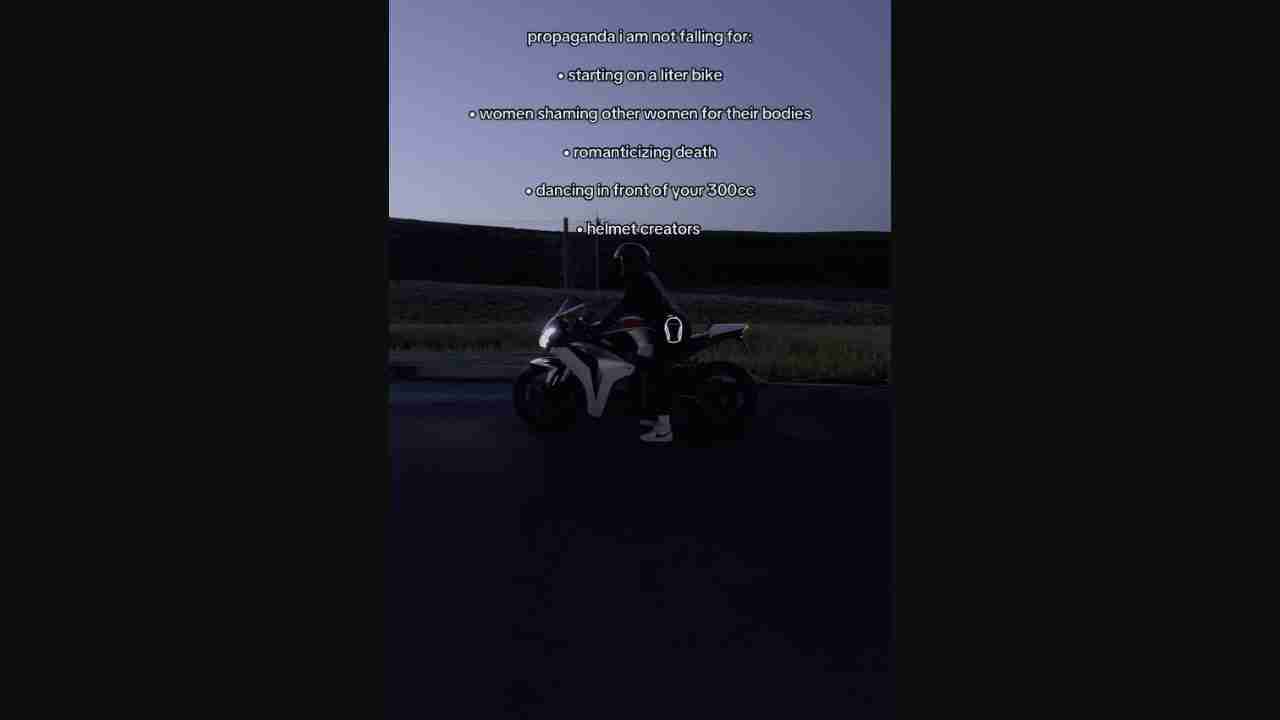 propaganda i am not falling for:
• starting on a liter bike
• women shaming other women for their bodies
• romanticizing death
• dancing in front of your 300cc
• helmet creators